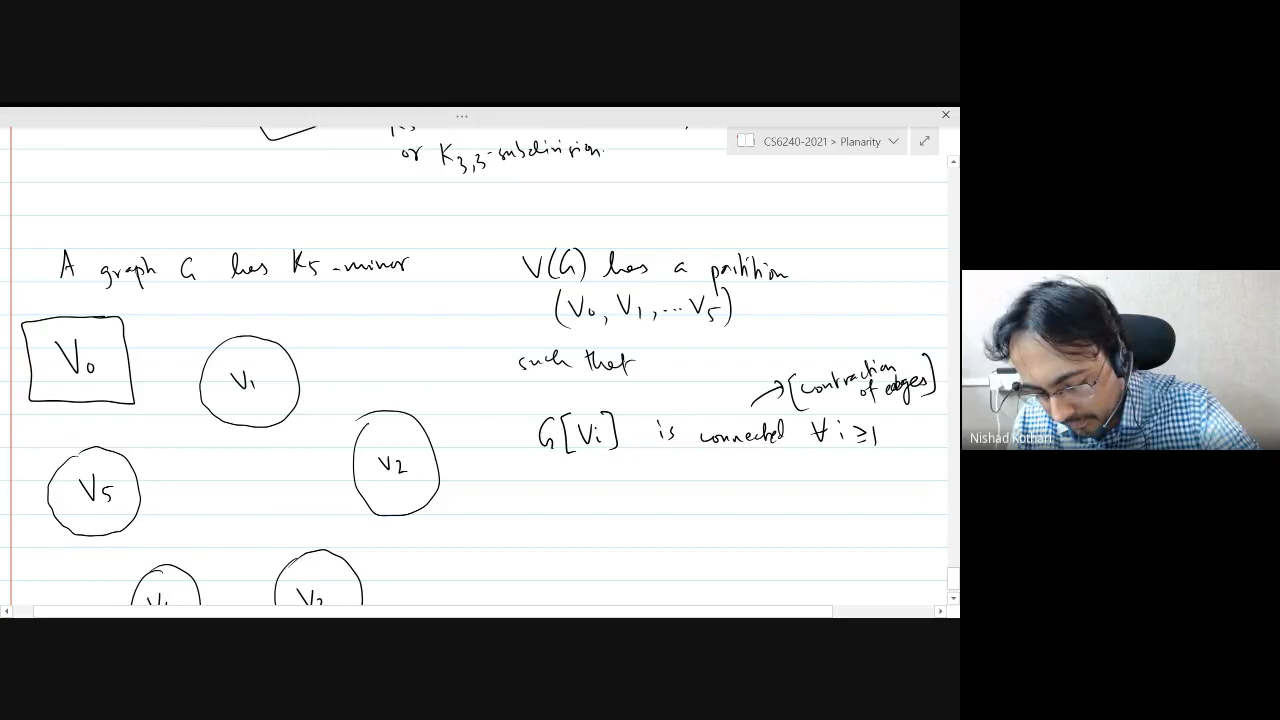 CS6240-2021 > Planarity
or K3,3-subdivision.
A graph G has K5-minor
V(G) has a partition
(V0, V1, ... V5)
such that
[contraction of edges]
G[Vi] is connected ∀ i ≥ 1
V0
V1
V2
V5
V3
Nishad Kothari